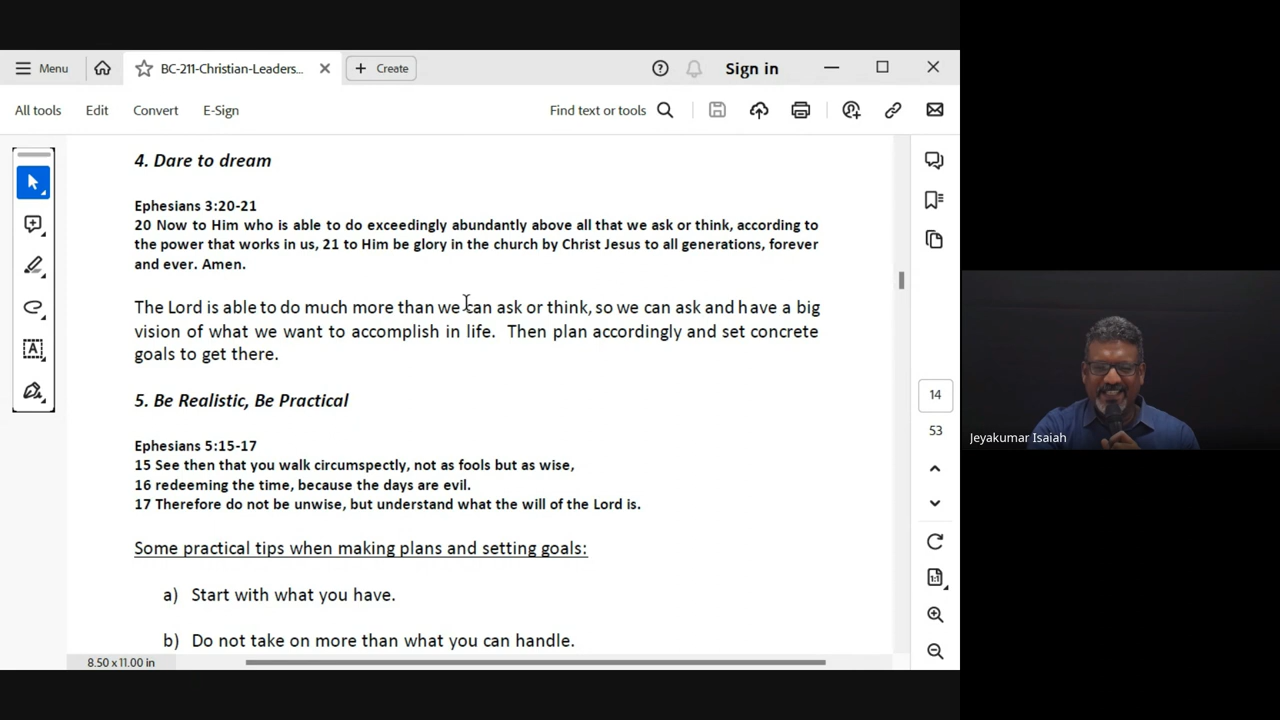 Menu
BC-211-Christian-Leaders...
Create
Sign in
All tools
Edit
Convert
E-Sign
Find text or tools
4. Dare to dream
Ephesians 3:20-21
20 Now to Him who is able to do exceedingly abundantly above all that we ask or think, according to
the power that works in us, 21 to Him be glory in the church by Christ Jesus to all generations, forever
and ever. Amen.
The Lord is able to do much more than we can ask or think, so we can ask and have a big
vision of what we want to accomplish in life. Then plan accordingly and set concrete
goals to get there.
5. Be Realistic, Be Practical
Ephesians 5:15-17
15 See then that you walk circumspectly, not as fools but as wise,
16 redeeming the time, because the days are evil.
17 Therefore do not be unwise, but understand what the will of the Lord is.
Some practical tips when making plans and setting goals:
a) Start with what you have.
b) Do not take on more than what you can handle.
8.50 x 11.00 in
14
53
1:1
Jeyakumar Isaiah